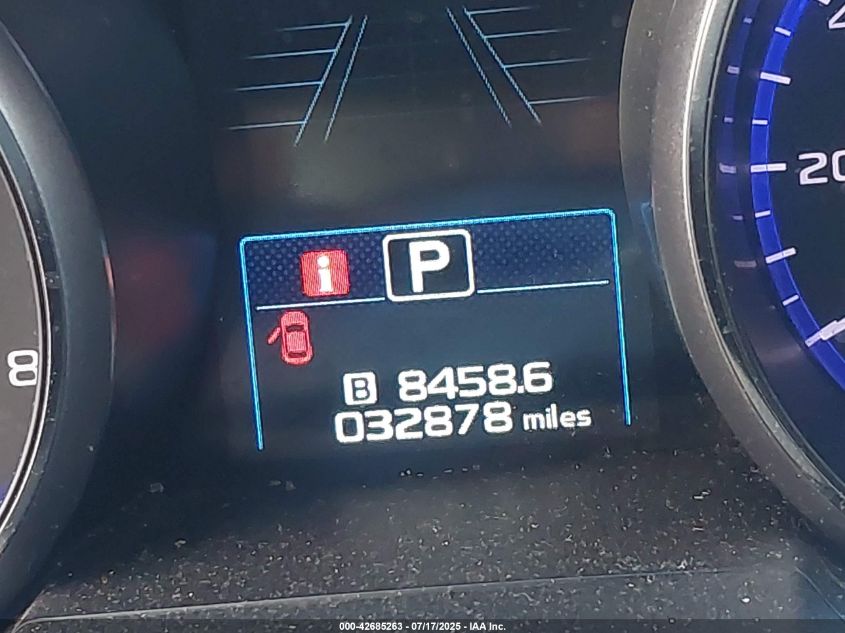 20
i P
8
B 8458.6
032878 miles
000-42685263 - 07/17/2025 - IAA Inc.